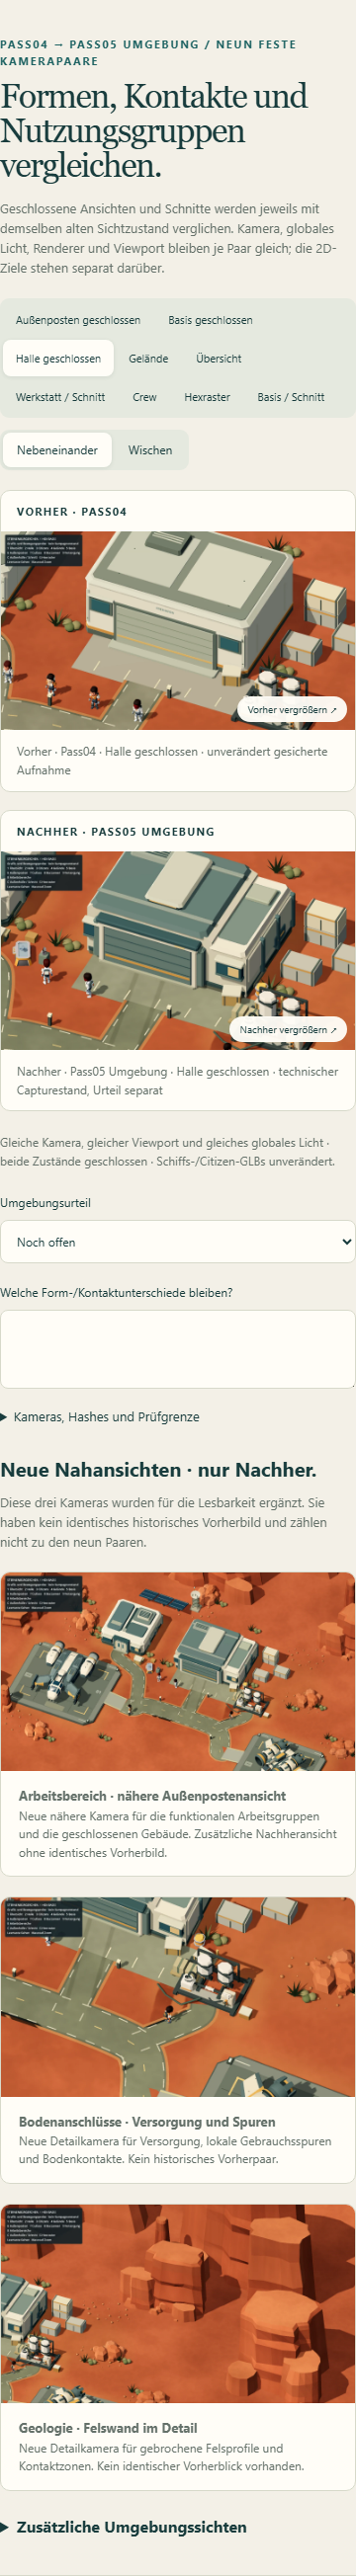 PASS04 → PASS05 UMGEBUNG / NEUN FESTE
KAMERAPAARE
Formen, Kontakte und
Nutzungsgruppen
vergleichen.
Geschlossene Ansichten und Schnitte werden jeweils mit
demselben alten Sichtzustand verglichen. Kamera, globales
Licht, Renderer und Viewport bleiben je Paar gleich; die 2D-
Ziele stehen separat darüber.
Außenposten geschlossen Basis geschlossen
Halle geschlossen Gelände Übersicht
Werkstatt / Schnitt Crew Hexraster Basis / Schnitt
Nebeneinander Wischen
VORHER · PASS04
Vorher vergrößern ↗
Vorher · Pass04 · Halle geschlossen · unverändert gesicherte
Aufnahme
NACHHER · PASS05 UMGEBUNG
Nachher vergrößern ↗
Nachher · Pass05 Umgebung · Halle geschlossen · technischer
Capturestand, Urteil separat
Gleiche Kamera, gleicher Viewport und gleiches globales Licht ·
beide Zustände geschlossen · Schiffs-/Citizen-GLBs unverändert.
Umgebungsurteil
Noch offen
Welche Form-/Kontaktunterschiede bleiben?
Kameras, Hashes und Prüfgrenze
Neue Nahansichten · nur Nachher.
Diese drei Kameras wurden für die Lesbarkeit ergänzt. Sie
haben kein identisches historisches Vorherbild und zählen
nicht zu den neun Paaren.
Arbeitsbereich · nähere Außenpostenansicht
Neue nähere Kamera für die funktionalen Arbeitsgruppen
und die geschlossenen Gebäude. Zusätzliche Nachheransicht
ohne identisches Vorherbild.
Bodenanschlüsse · Versorgung und Spuren
Neue Detailkamera für Versorgung, lokale Gebrauchsspuren
und Bodenkontakte. Kein historisches Vorherpaar.
Geologie · Felswand im Detail
Neue Detailkamera für gebrochene Felsprofile und
Kontaktzonen. Kein identischer Vorherblick vorhanden.
Zusätzliche Umgebungssichten